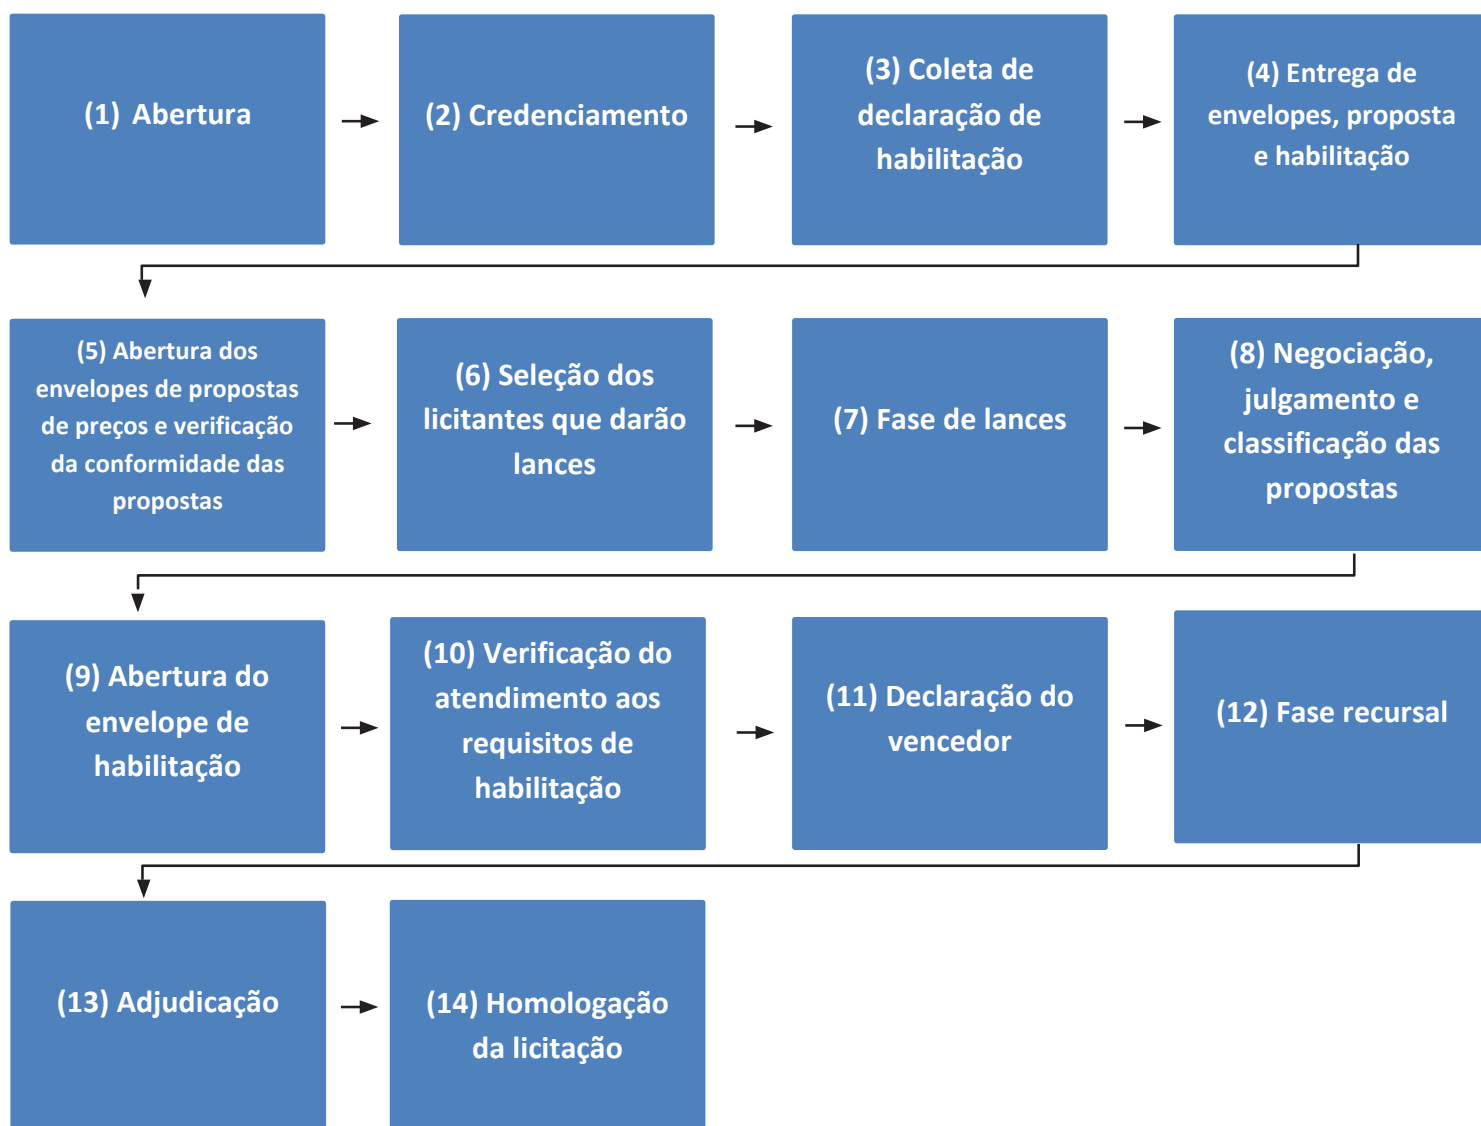 (1) Abertura
(2) Credenciamento
(3) Coleta de
declaração de
habilitação
(4) Entrega de
envelopes, proposta
e habilitação
(5) Abertura dos
envelopes de propostas
de preços e verificação
da conformidade das
propostas
(6) Seleção dos
licitantes que darão
lances
(7) Fase de lances
(8) Negociação,
julgamento e
classificação das
propostas
(9) Abertura do
envelope de
habilitação
(10) Verificação do
atendimento aos
requisitos de
habilitação
(11) Declaração do
vencedor
(12) Fase recursal
(13) Adjudicação
(14) Homologação
da licitação